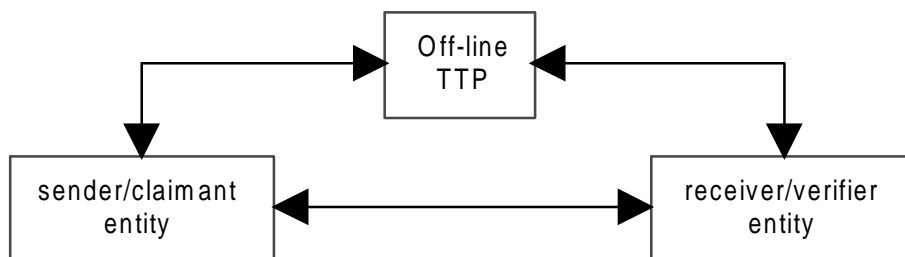 Off-line
TTP
sender/claimant
entity
receiver/verifier
entity